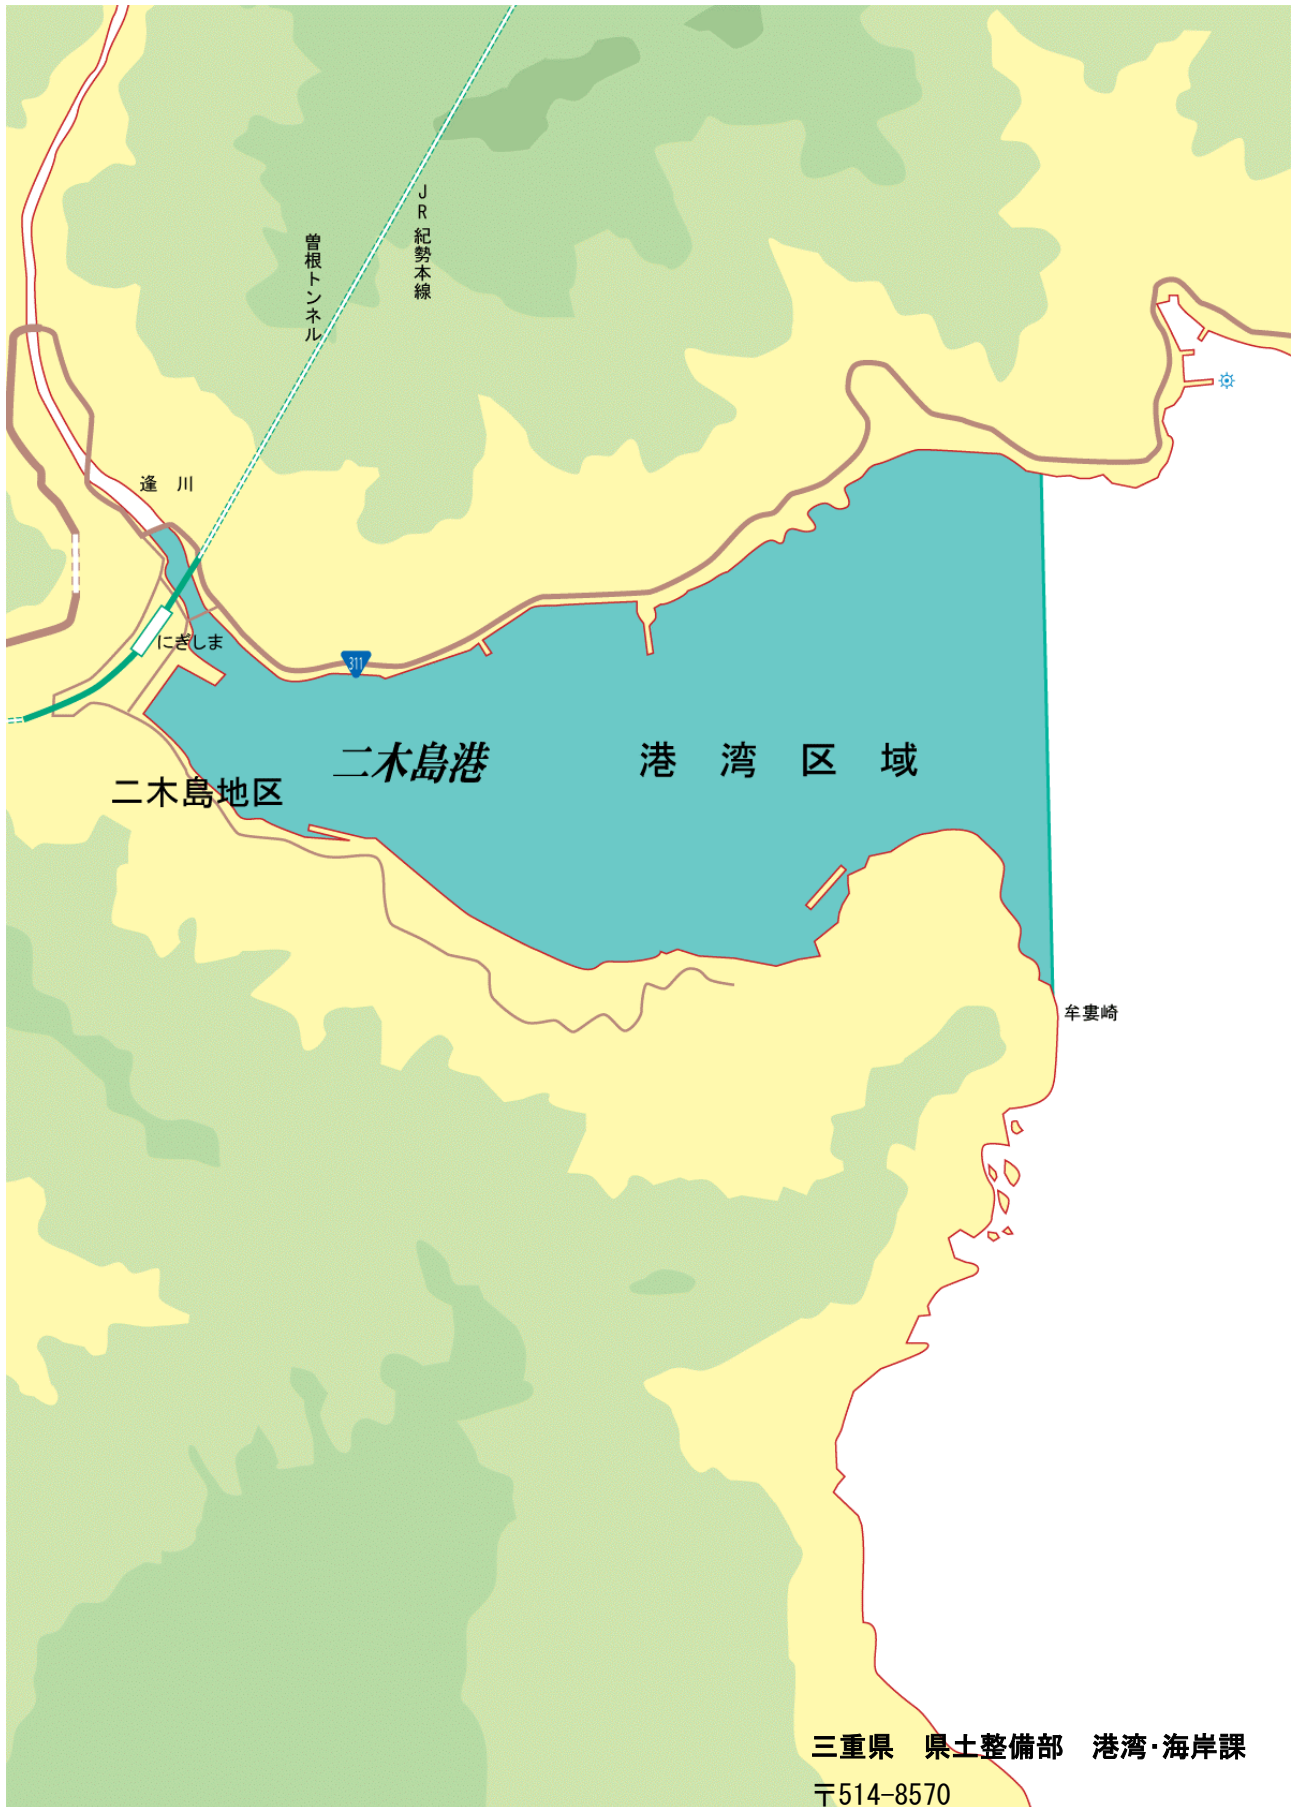 JR紀勢本線
曽根トンネル
逢 川
にぎしま
311
二木島港
港 湾 区 域
二木島地区
牟婁崎
三重県 県土整備部 港湾・海岸課
〒514-8570